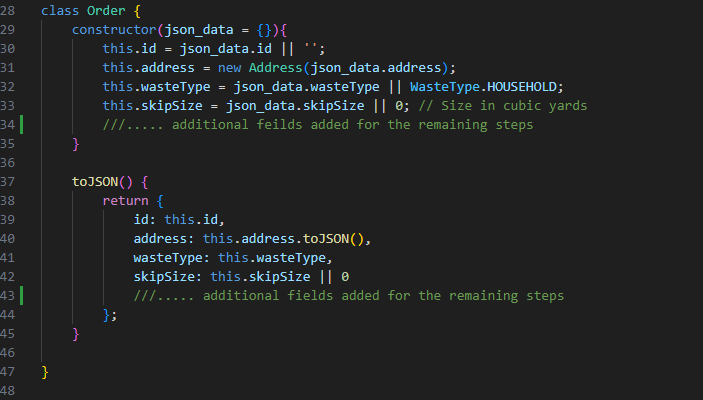 28 class Order {
29     constructor(json_data = {}){
30         this.id = json_data.id || '';
31         this.address = new Address(json_data.address);
32         this.wasteType = json_data.wasteType || WasteType.HOUSEHOLD;
33         this.skipSize = json_data.skipSize || 0; // Size in cubic yards
34         ///..... additional feilds added for the remaining steps
35     }
36
37     toJSON() {
38         return {
39             id: this.id,
40             address: this.address.toJSON(),
41             wasteType: this.wasteType,
42             skipSize: this.skipSize || 0
43             ///..... additional fields added for the remaining steps
44         };
45     }
46
47 }
48